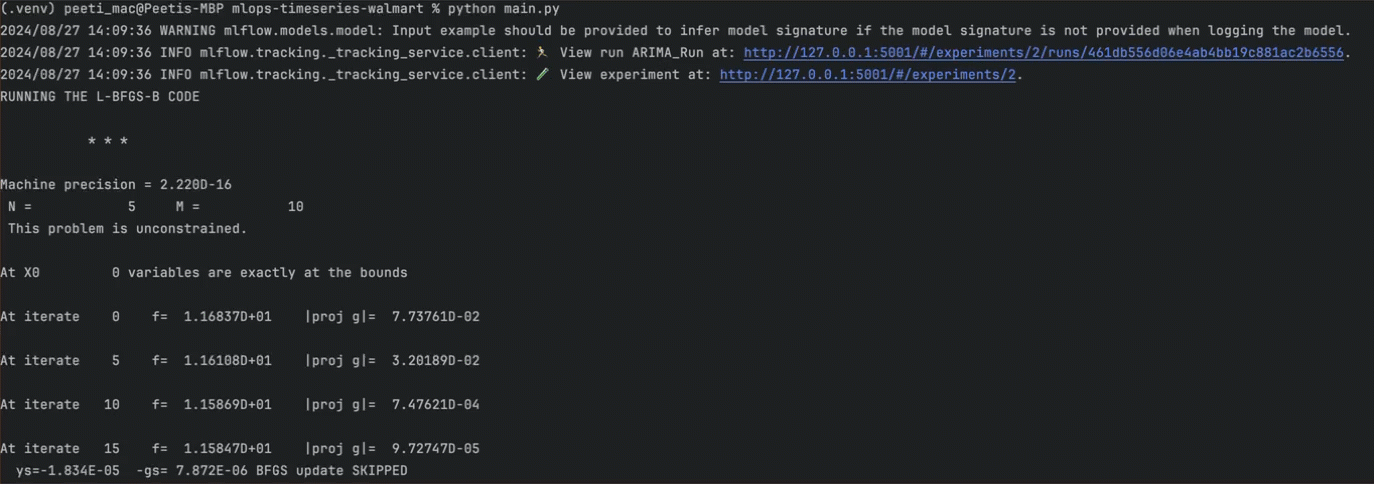 (.venv) peeti_mac@Peetis-MBP mlops-timeseries-walmart % python main.py
2024/08/27 14:09:36 WARNING mlflow.models.model: Input example should be provided to infer model signature if the model signature is not provided when logging the model.
2024/08/27 14:09:36 INFO mlflow.tracking._tracking_service.client: 🏃 View run ARIMA_Run at: http://127.0.0.1:5001/#/experiments/2/runs/461db556d06e4ab4bb19c881ac2b6556.
2024/08/27 14:09:36 INFO mlflow.tracking._tracking_service.client: 🧪 View experiment at: http://127.0.0.1:5001/#/experiments/2.
RUNNING THE L-BFGS-B CODE
* * *
Machine precision = 2.220D-16
N = 5 M = 10
This problem is unconstrained.
At X0 0 variables are exactly at the bounds
At iterate 0 f= 1.16837D+01 |proj g|= 7.73761D-02
At iterate 5 f= 1.16108D+01 |proj g|= 3.20189D-02
At iterate 10 f= 1.15869D+01 |proj g|= 7.47621D-04
At iterate 15 f= 1.15847D+01 |proj g|= 9.72747D-05
ys=-1.834E-05 -gs= 7.872E-06 BFGS update SKIPPED